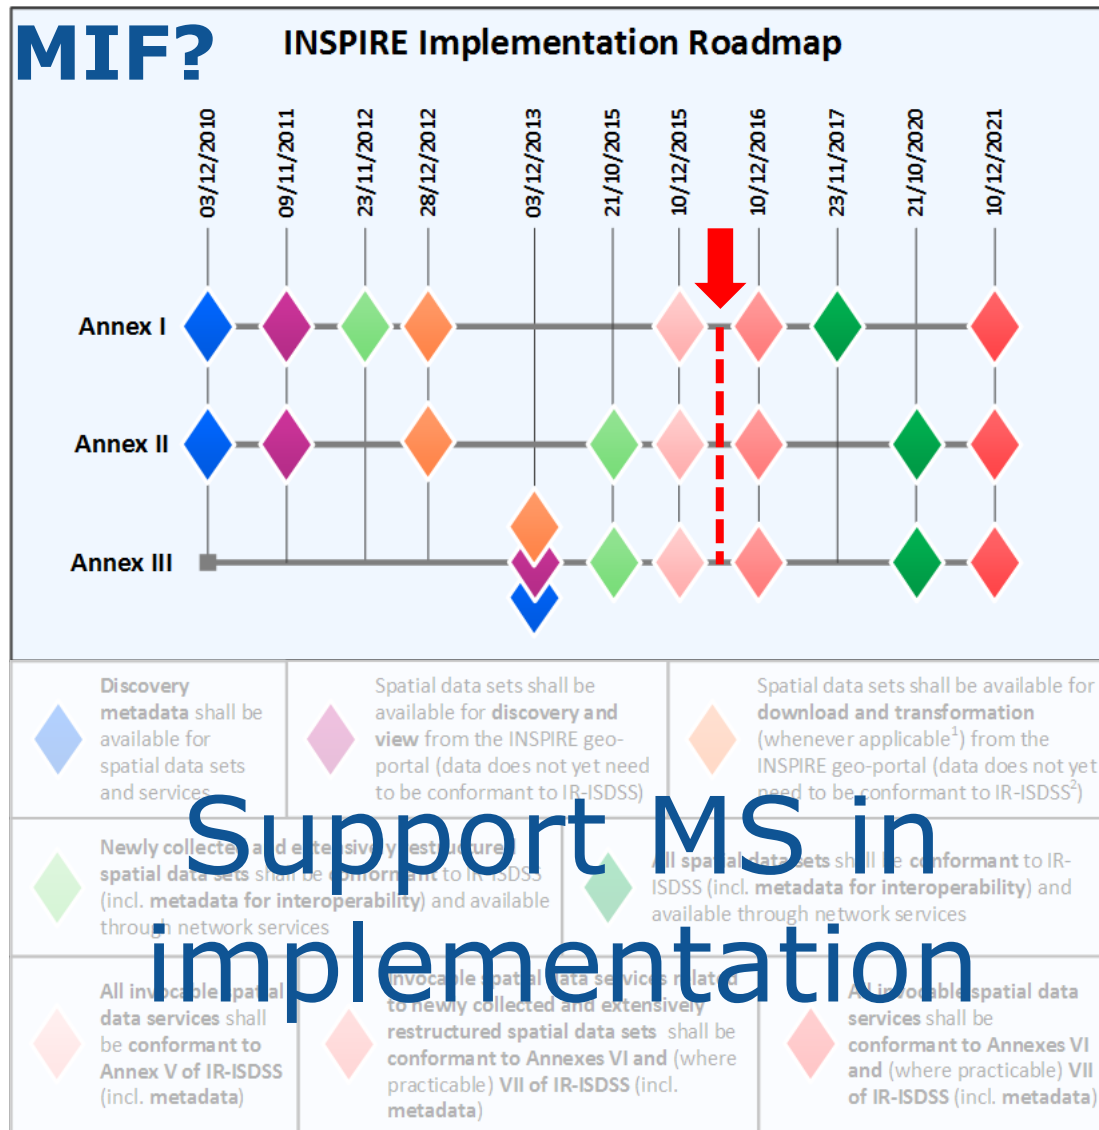 MIF?
INSPIRE Implementation Roadmap
03/12/2010
09/11/2011
23/11/2012
28/12/2012
03/12/2013
21/10/2015
10/12/2015
10/12/2016
23/11/2017
21/10/2020
10/12/2021
Annex I
Annex II
Annex III
Discovery
metadata shall be
available for
spatial data sets
and services
Spatial data sets shall be
available for discovery and
view from the INSPIRE geo-
portal (data does not yet need
to be conformant to IR-ISDSS)
Spatial data sets shall be available for
download and transformation
(whenever applicable1) from the
INSPIRE geo-portal (data does not yet
need to be conformant to IR-ISDSS2)
Support MS in
implementation
Newly collected and extensively restructured
spatial data sets shall be conformant to IR-ISDSS
(incl. metadata for interoperability) and available
through network services
All spatial data sets shall be conformant to IR-
ISDSS (incl. metadata for interoperability) and
available through network services
All invocable spatial
data services shall
be conformant to
Annex V of IR-ISDSS
(incl. metadata)
Invocable spatial data services related
to newly collected and extensively
restructured spatial data sets shall be
conformant to Annexes VI and (where
practicable) VII of IR-ISDSS (incl.
metadata)
All invocable spatial data
services shall be
conformant to Annexes VI
and (where practicable) VII
of IR-ISDSS (incl. metadata)